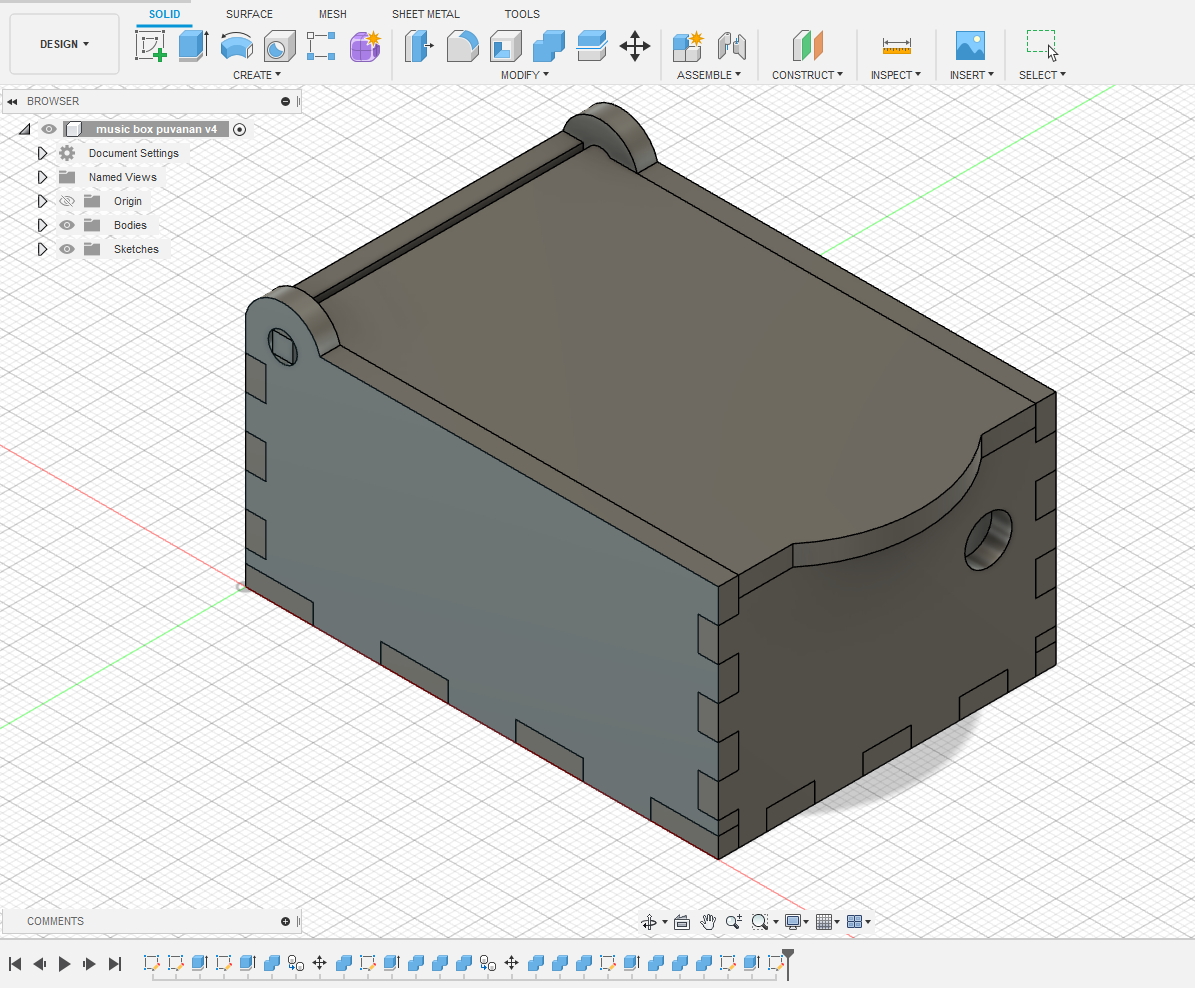 SOLID SURFACE MESH SHEET METAL TOOLS
DESIGN
CREATE MODIFY ASSEMBLE CONSTRUCT INSPECT INSERT SELECT
BROWSER
music box puvanan v4
Document Settings
Named Views
Origin
Bodies
Sketches
COMMENTS